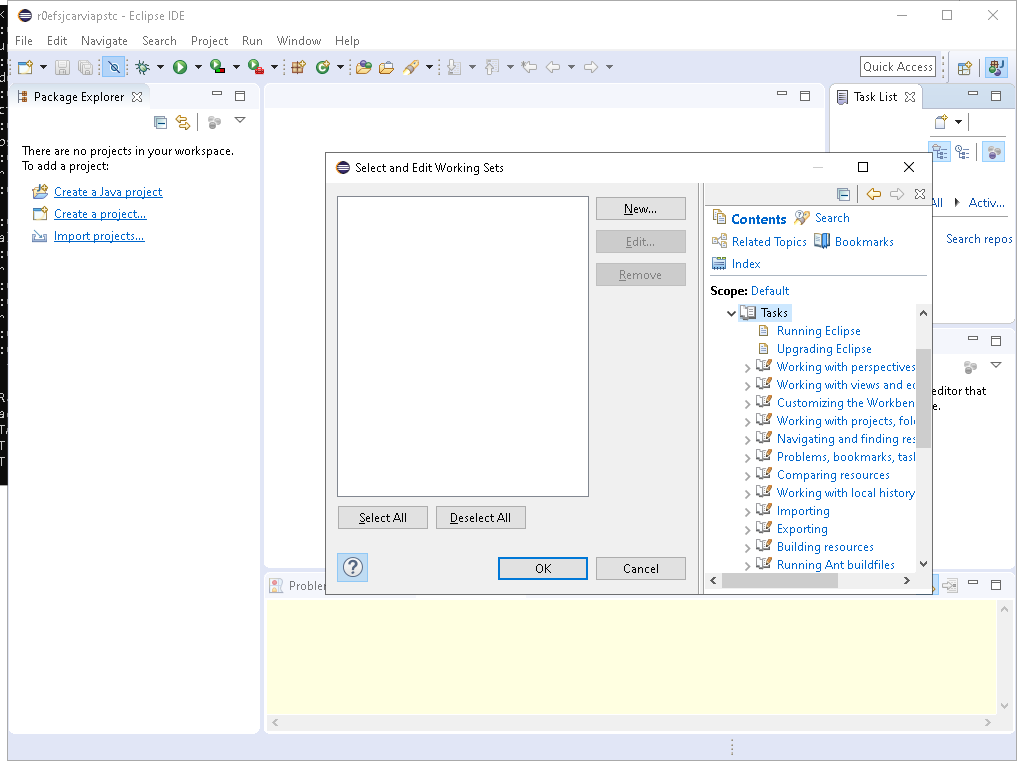 r0efsjcarviapstc - Eclipse IDE
File Edit Navigate Search Project Run Window Help
Quick Access
Package Explorer
Task List
There are no projects in your workspace.
To add a project:
Create a Java project
Create a project...
Import projects...
All Activ...
Search repos
editor that
e.
Select and Edit Working Sets
New...
Edit...
Remove
Select All Deselect All
OK Cancel
Contents Search
Related Topics Bookmarks
Index
Scope: Default
Tasks
Running Eclipse
Upgrading Eclipse
Working with perspectives
Working with views and ec
Customizing the Workben
Working with projects, fol
Navigating and finding res
Problems, bookmarks, tas
Comparing resources
Working with local history
Importing
Exporting
Building resources
Running Ant buildfiles
Probler